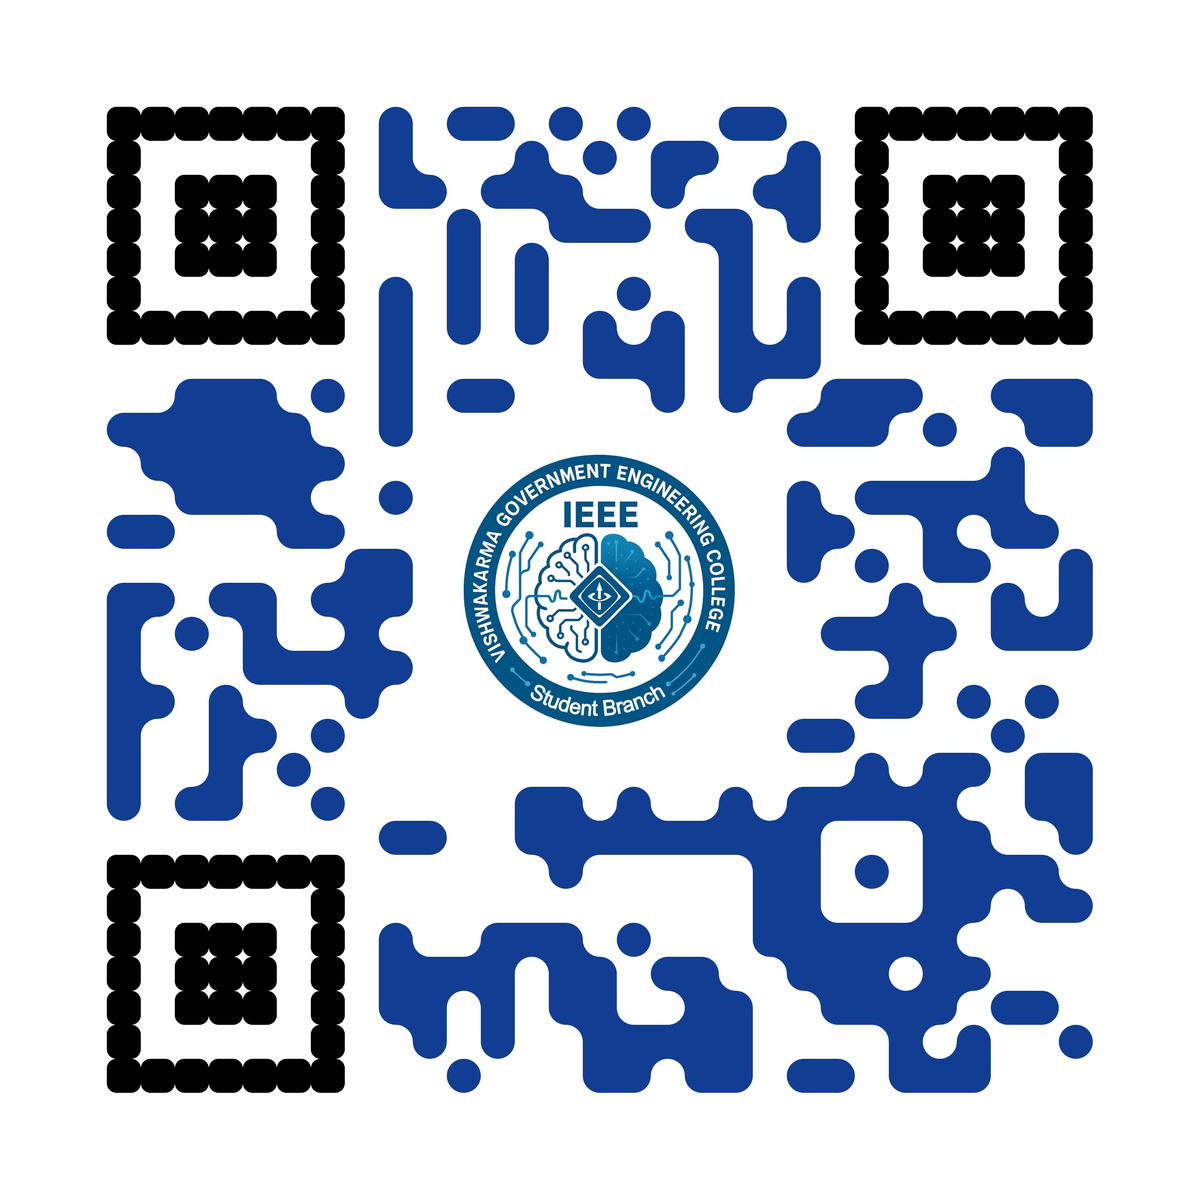 VISHWAKARMA GOVERNMENT ENGINEERING COLLEGE
IEEE
Student Branch